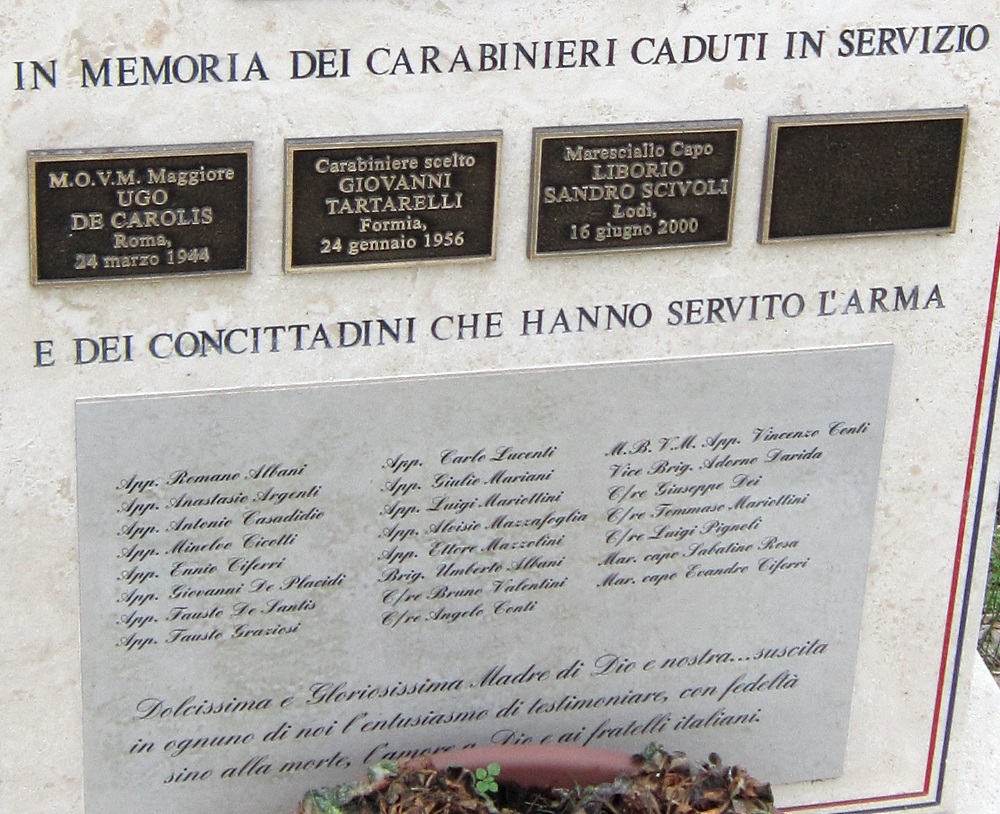 IN MEMORIA DEI CARABINIERI CADUTI IN SERVIZIO
M.O.V.M. Maggiore
UGO
DE CAROLIS
Roma,
24 marzo 1944
Carabiniere scelto
GIOVANNI
TARTARELLI
Formia,
24 gennaio 1956
Maresciallo Capo
LIBORIO
SANDRO SCIVOLI
Lodi,
16 giugno 2000
E DEI CONCITTADINI CHE HANNO SERVITO L'ARMA
App. Romano Albani
App. Anastasio Argenti
App. Antonio Casadidio
App. Minelvo Cicotti
App. Ennio Ciferri
App. Giovanni De Placidi
App. Fausto De Santis
App. Fausto Graziosi
App. Carlo Lucenti
App. Giulio Mariani
App. Luigi Mariottini
App. Aloisio Mazzafoglia
App. Ettore Mazzolini
Brig. Umberto Albani
C/re Bruno Valentini
C/re Angelo Conti
M.B.V.M. App. Vincenzo Conti
Vice Brig. Adorno Darida
C/re Giuseppe Dei
C/re Tommaso Mariottini
C/re Luigi Pignoli
Mar. capo Sabatino Rosa
Mar. capo Evandro Ciferri
Dolcissima e Gloriosissima Madre di Dio e nostra...suscita
in ognuno di noi l'entusiasmo di testimoniare, con fedeltà
sino alla morte, l'amore a Dio e ai fratelli italiani.